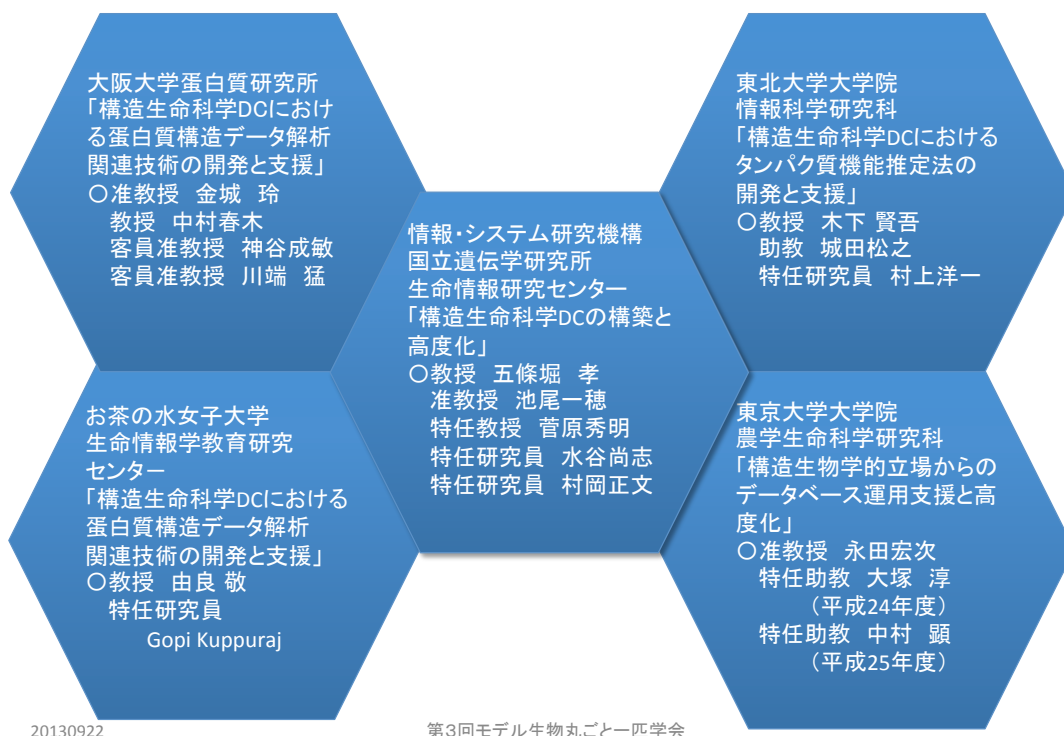 大阪大学蛋白質研究所
「構造生命科学DCにおけ
る蛋白質構造データ解析
関連技術の開発と支援」
○准教授　金城 玲
教授　中村春木
客員准教授　神谷成敏
客員准教授　川端 猛
東北大学大学院
情報科学研究科
「構造生命科学DCにおける
タンパク質機能推定法の
開発と支援」
○教授　木下 賢吾
助教　城田松之
特任研究員　村上洋一
情報・システム研究機構
国立遺伝学研究所
生命情報研究センター
「構造生命科学DCの構築と
高度化」
○教授　五條堀 孝
准教授　池尾一穂
特任教授　菅原秀明
特任研究員　水谷尚志
特任研究員　村岡正文
お茶の水女子大学
生命情報学教育研究
センター
「構造生命科学DCにおける
蛋白質構造データ解析
関連技術の開発と支援」
○教授　由良 敬
特任研究員
Gopi Kuppuraj
東京大学大学院
農学生命科学研究科
「構造生物学的立場からの
データベース運用支援と高
度化」
○准教授　永田宏次
特任助教　大塚 淳
（平成24年度）
特任助教　中村 顕
（平成25年度）
20130922
第3回モデル生物丸ごと一匹学会